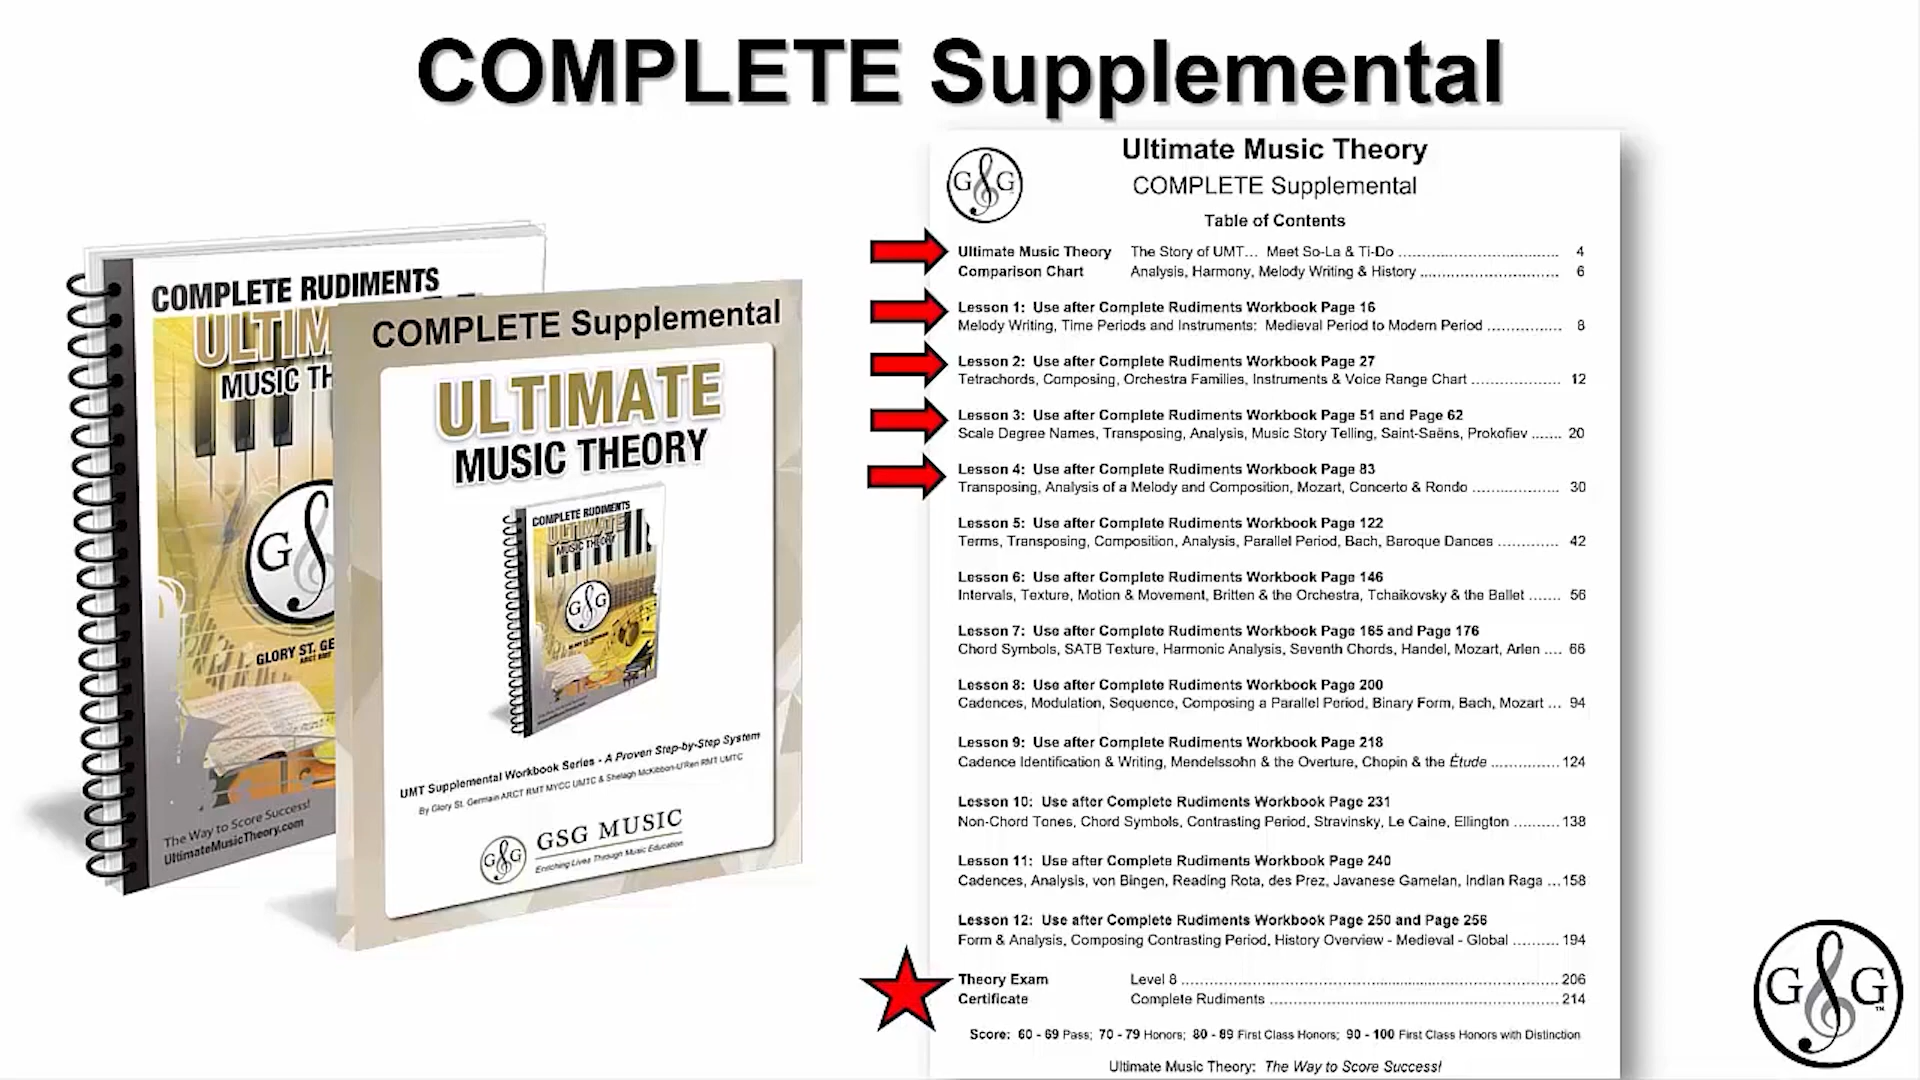 COMPLETE Supplemental
COMPLETE RUDIMENTS
ULTIM
MUSIC TH
G G
GLORY ST. GE
ARCT RMT
The Way to Score Success!
UltimateMusicTheory.com
COMPLETE Supplemental
ULTIMATE
MUSIC THEORY
COMPLETE RUDIMENTS
ULTIMATE
MUSIC THEORY
G G
UMT Supplemental Workbook Series - A Proven Step-by-Step System
By Glory St. Germain ARCT RMT MYCC UMTC & Shelagh McKibbon-U'Ren RMT UMTC
G G
GSG MUSIC
Enriching Lives Through Music Education
G G
Ultimate Music Theory
COMPLETE Supplemental
Table of Contents
Ultimate Music Theory The Story of UMT... Meet So-La & Ti-Do ........................................ 4
Comparison Chart Analysis, Harmony, Melody Writing & History ................................... 6
Lesson 1: Use after Complete Rudiments Workbook Page 16
Melody Writing, Time Periods and Instruments: Medieval Period to Modern Period ................ 8
Lesson 2: Use after Complete Rudiments Workbook Page 27
Tetrachords, Composing, Orchestra Families, Instruments & Voice Range Chart ................... 12
Lesson 3: Use after Complete Rudiments Workbook Page 51 and Page 62
Scale Degree Names, Transposing, Analysis, Music Story Telling, Saint-Saëns, Prokofiev ....... 20
Lesson 4: Use after Complete Rudiments Workbook Page 83
Transposing, Analysis of a Melody and Composition, Mozart, Concerto & Rondo ................... 30
Lesson 5: Use after Complete Rudiments Workbook Page 122
Terms, Transposing, Composition, Analysis, Parallel Period, Bach, Baroque Dances ............. 42
Lesson 6: Use after Complete Rudiments Workbook Page 146
Intervals, Texture, Motion & Movement, Britten & the Orchestra, Tchaikovsky & the Ballet ....... 56
Lesson 7: Use after Complete Rudiments Workbook Page 165 and Page 176
Chord Symbols, SATB Texture, Harmonic Analysis, Seventh Chords, Handel, Mozart, Arlen .... 66
Lesson 8: Use after Complete Rudiments Workbook Page 200
Cadences, Modulation, Sequence, Composing a Parallel Period, Binary Form, Bach, Mozart ... 94
Lesson 9: Use after Complete Rudiments Workbook Page 218
Cadence Identification & Writing, Mendelssohn & the Overture, Chopin & the Étude ............... 124
Lesson 10: Use after Complete Rudiments Workbook Page 231
Non-Chord Tones, Chord Symbols, Contrasting Period, Stravinsky, Le Caine, Ellington .......... 138
Lesson 11: Use after Complete Rudiments Workbook Page 240
Cadences, Analysis, von Bingen, Reading Rota, des Prez, Javanese Gamelan, Indian Raga ... 158
Lesson 12: Use after Complete Rudiments Workbook Page 250 and Page 256
Form & Analysis, Composing Contrasting Period, History Overview - Medieval - Global .......... 194
Theory Exam Level 8 .................................................................... 206
Certificate Complete Rudiments ........................................................ 214
Score: 60 - 69 Pass; 70 - 79 Honors; 80 - 89 First Class Honors; 90 - 100 First Class Honors with Distinction
Ultimate Music Theory: The Way to Score Success!
G G
TM